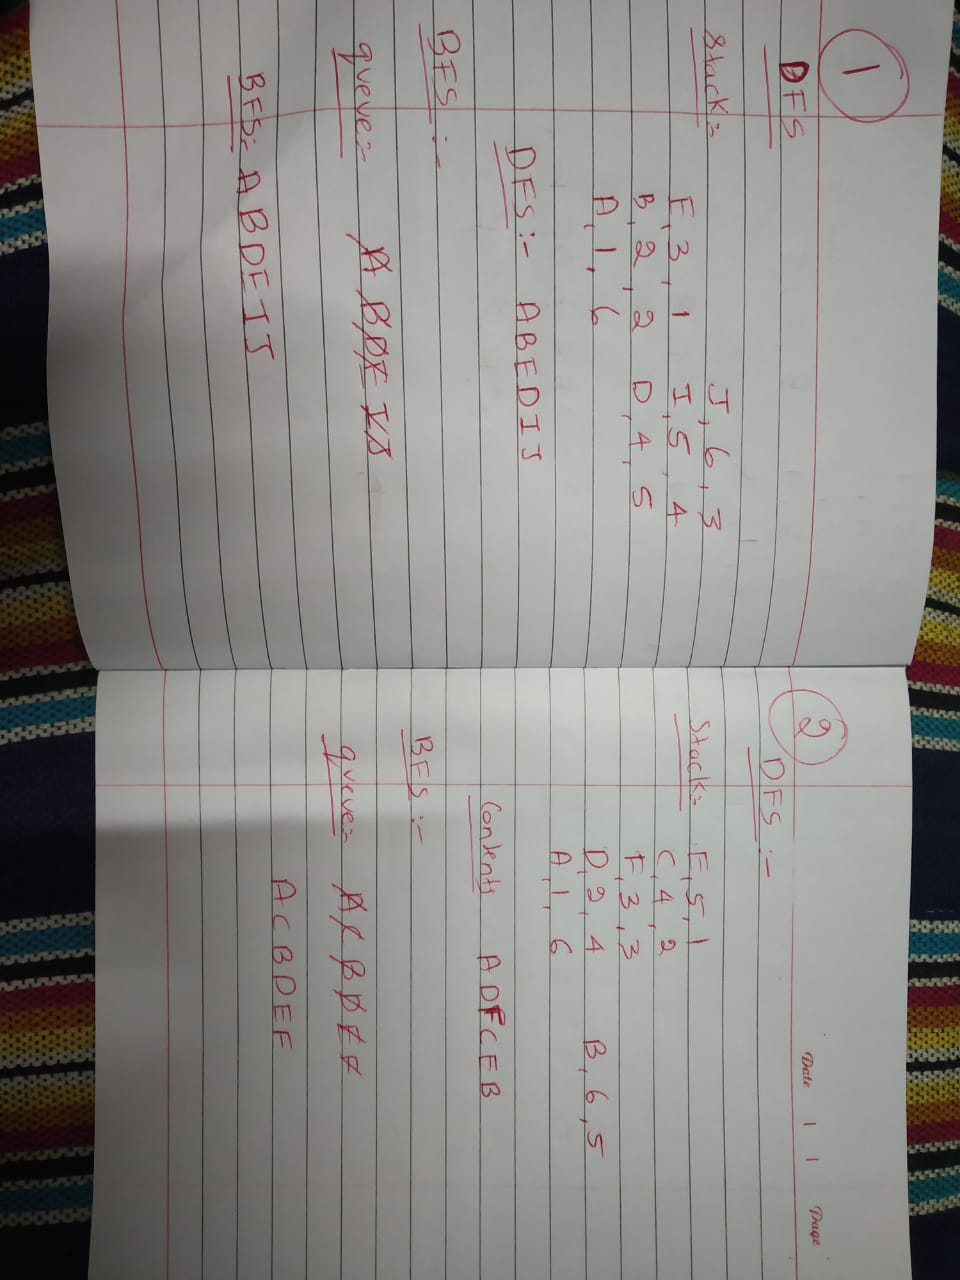 1
DFS
Stack:-
J, 6, 3
E, 3, 1 I, 5, 4
B, 2, 2 D, 4, 5
A, 1, 6
DFS:- ABEDIJ
BFS:-
queue:- A B D E I J
BFS:- ABDEIJ
Date Page
2
DFS:-
Stack:- E, 5, 1
C, 4, 2
F, 3, 3
D, 2, 4 B, 6, 5
A, 1, 6
Contents ADFCEB
BFS:-
queue:- A C B D E F
ACBDEF